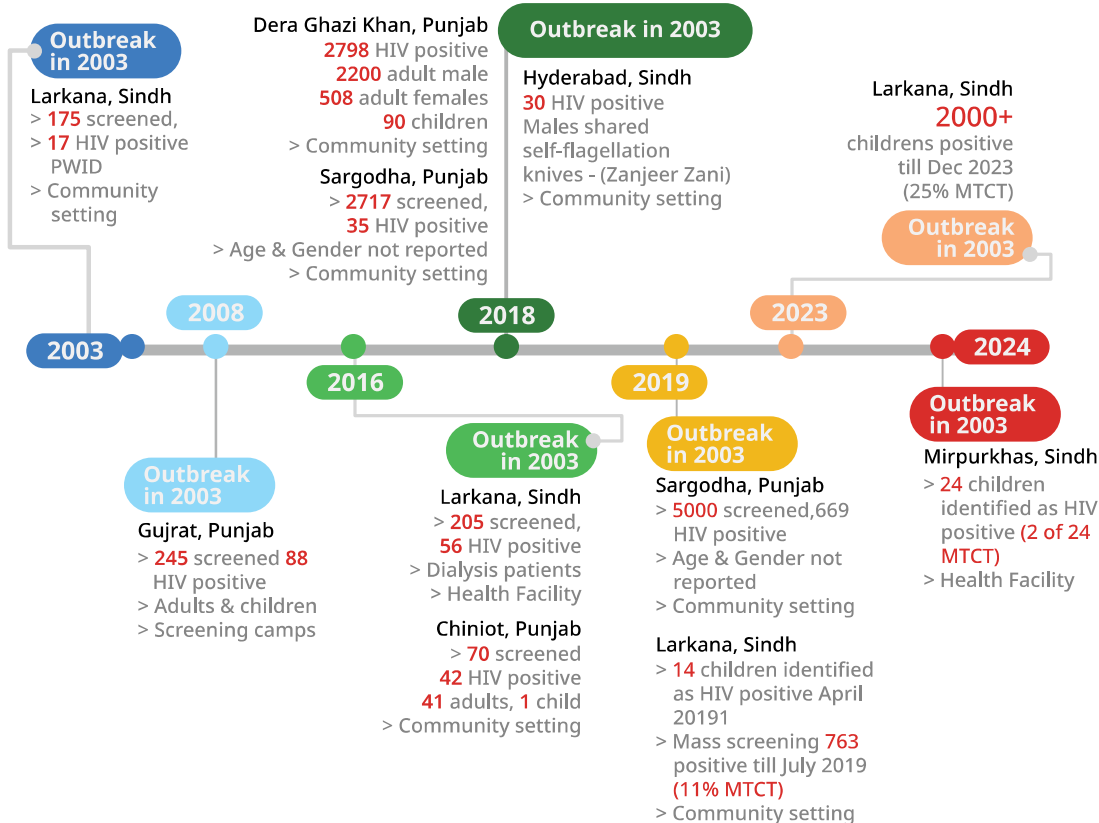 Outbreak
in 2003
Larkana, Sindh
> 175 screened,
> 17 HIV positive
PWID
> Community
setting
2003
2008
Outbreak
in 2003
Gujrat, Punjab
> 245 screened 88
HIV positive
> Adults & children
> Screening camps
2016
Outbreak
in 2003
Larkana, Sindh
> 205 screened,
56 HIV positive
> Dialysis patients
> Health Facility
Chiniot, Punjab
> 70 screened
42 HIV positive
41 adults, 1 child
> Community setting
Dera Ghazi Khan, Punjab
2798 HIV positive
2200 adult male
508 adult females
90 children
> Community setting
Sargodha, Punjab
> 2717 screened,
35 HIV positive
> Age & Gender not reported
> Community setting
Outbreak in 2003
Hyderabad, Sindh
30 HIV positive
Males shared
self-flagellation
knives - (Zanjeer Zani)
> Community setting
2018
2019
Outbreak
in 2003
Sargodha, Punjab
> 5000 screened,669
HIV positive
> Age & Gender not
reported
> Community setting
Larkana, Sindh
> 14 children identified
as HIV positive April
20191
> Mass screening 763
positive till July 2019
(11% MTCT)
> Community setting
Larkana, Sindh
2000+
childrens positive
till Dec 2023
(25% MTCT)
Outbreak
in 2003
2023
2024
Outbreak
in 2003
Mirpurkhas, Sindh
> 24 children
identified as HIV
positive (2 of 24
MTCT)
> Health Facility